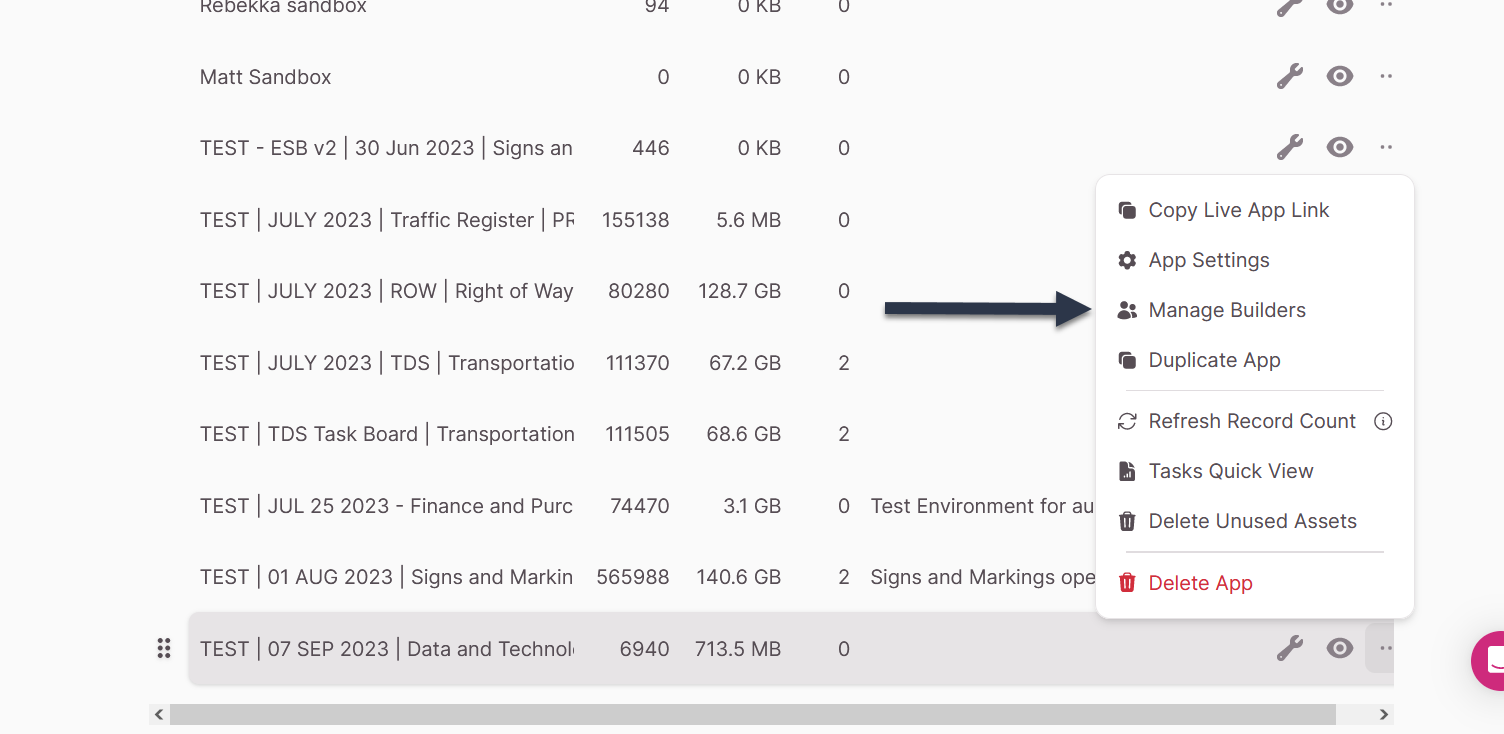 Rebekka sandbox 94 0 KB 0
Matt Sandbox 0 0 KB 0
TEST - ESB v2 | 30 Jun 2023 | Signs an 446 0 KB 0
TEST | JULY 2023 | Traffic Register | PR 155138 5.6 MB 0
TEST | JULY 2023 | ROW | Right of Way 80280 128.7 GB 0
TEST | JULY 2023 | TDS | Transportatio 111370 67.2 GB 2
TEST | TDS Task Board | Transportation 111505 68.6 GB 2
TEST | JUL 25 2023 - Finance and Purc 74470 3.1 GB 0 Test Environment for au
TEST | 01 AUG 2023 | Signs and Markin 565988 140.6 GB 2 Signs and Markings ope
TEST | 07 SEP 2023 | Data and Technol 6940 713.5 MB 0
Copy Live App Link
App Settings
Manage Builders
Duplicate App
Refresh Record Count
Tasks Quick View
Delete Unused Assets
Delete App